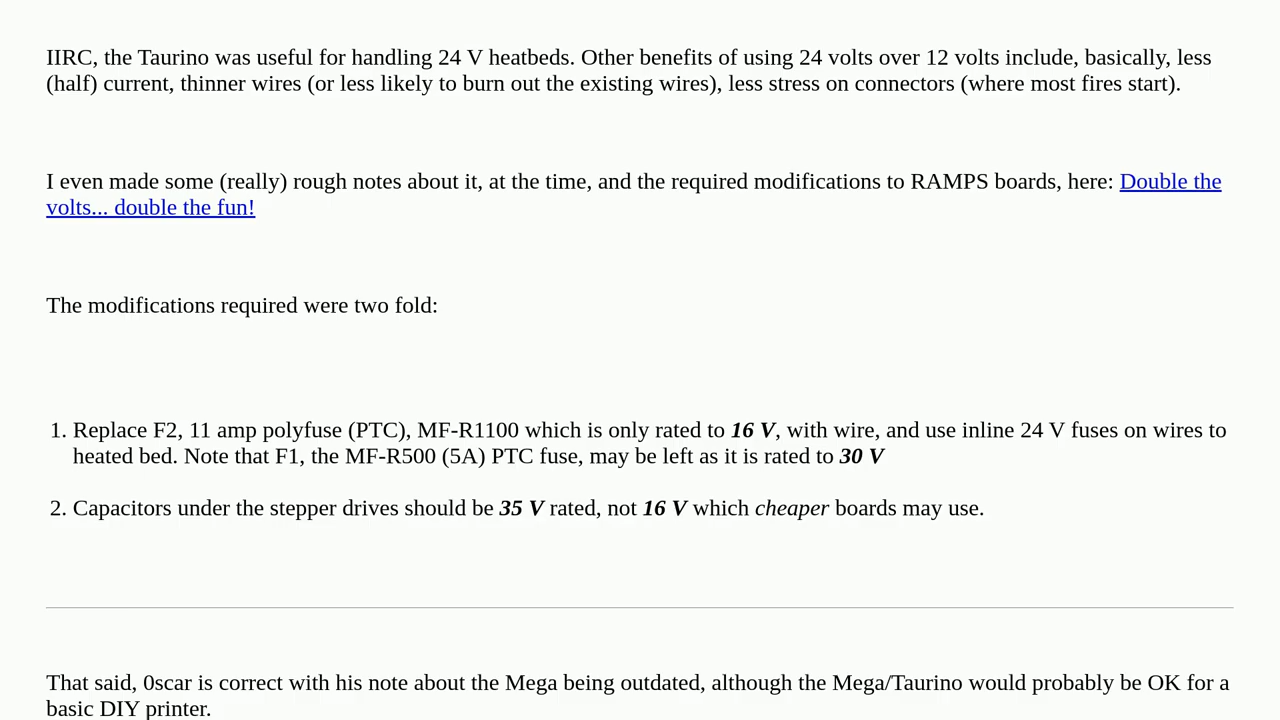 IIRC, the Taurino was useful for handling 24 V heatbeds. Other benefits of using 24 volts over 12 volts include, basically, less
(half) current, thinner wires (or less likely to burn out the existing wires), less stress on connectors (where most fires start).
I even made some (really) rough notes about it, at the time, and the required modifications to RAMPS boards, here: Double the
volts... double the fun!
The modifications required were two fold:
1. Replace F2, 11 amp polyfuse (PTC), MF-R1100 which is only rated to 16 V, with wire, and use inline 24 V fuses on wires to
heated bed. Note that F1, the MF-R500 (5A) PTC fuse, may be left as it is rated to 30 V
2. Capacitors under the stepper drives should be 35 V rated, not 16 V which cheaper boards may use.
That said, 0scar is correct with his note about the Mega being outdated, although the Mega/Taurino would probably be OK for a
basic DIY printer.